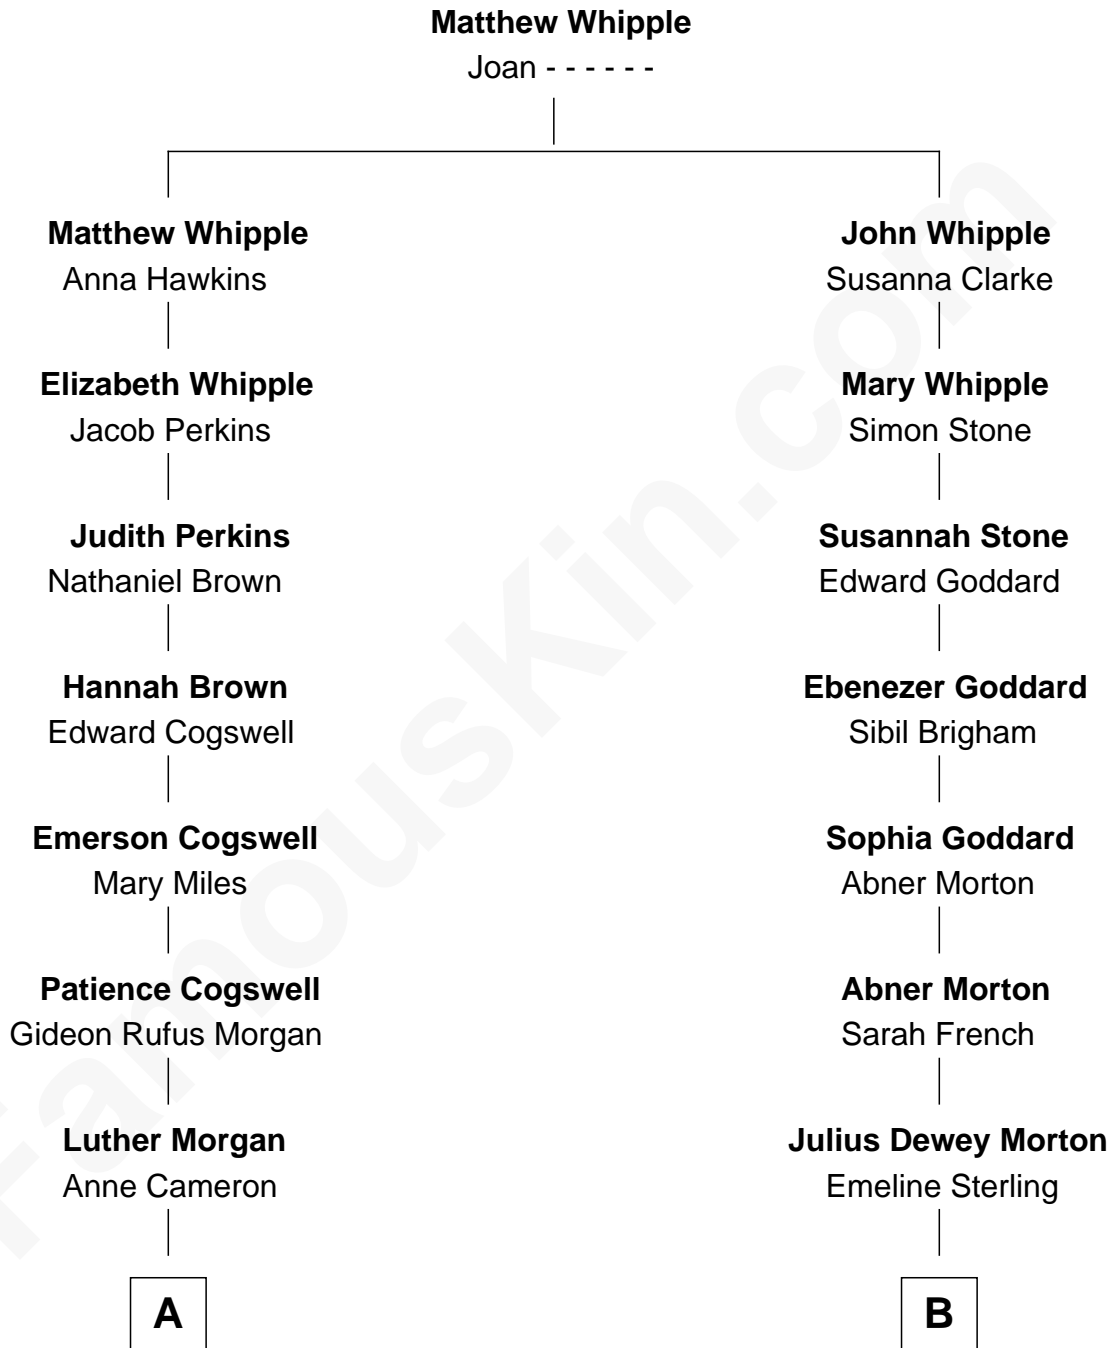 Matthew Whipple
Joan - - - - - -
Matthew Whipple
Anna Hawkins
Elizabeth Whipple
Jacob Perkins
Judith Perkins
Nathaniel Brown
Hannah Brown
Edward Cogswell
Emerson Cogswell
Mary Miles
Patience Cogswell
Gideon Rufus Morgan
Luther Morgan
Anne Cameron
A
John Whipple
Susanna Clarke
Mary Whipple
Simon Stone
Susannah Stone
Edward Goddard
Ebenezer Goddard
Sibil Brigham
Sophia Goddard
Abner Morton
Abner Morton
Sarah French
Julius Dewey Morton
Emeline Sterling
B
FamousKin.com